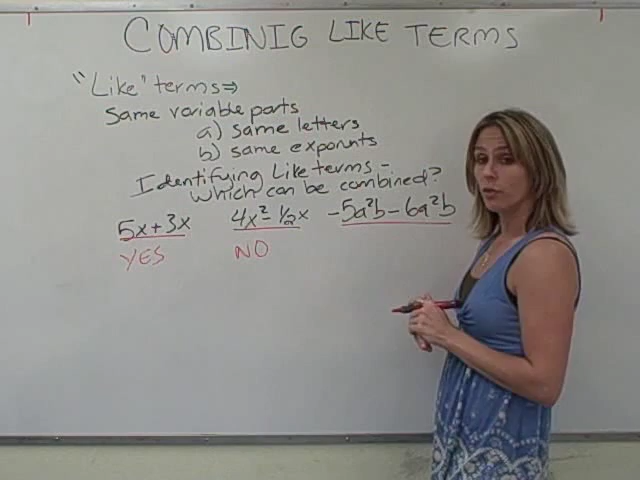 COMBINIG LIKE TERMS
"Like" terms ⇒
Same variable parts
a) same letters
b) same exponents
Identifying Like terms -
which can be combined?
5x + 3x 4x² - 1/2x -5a²b - 6a²b
YES NO